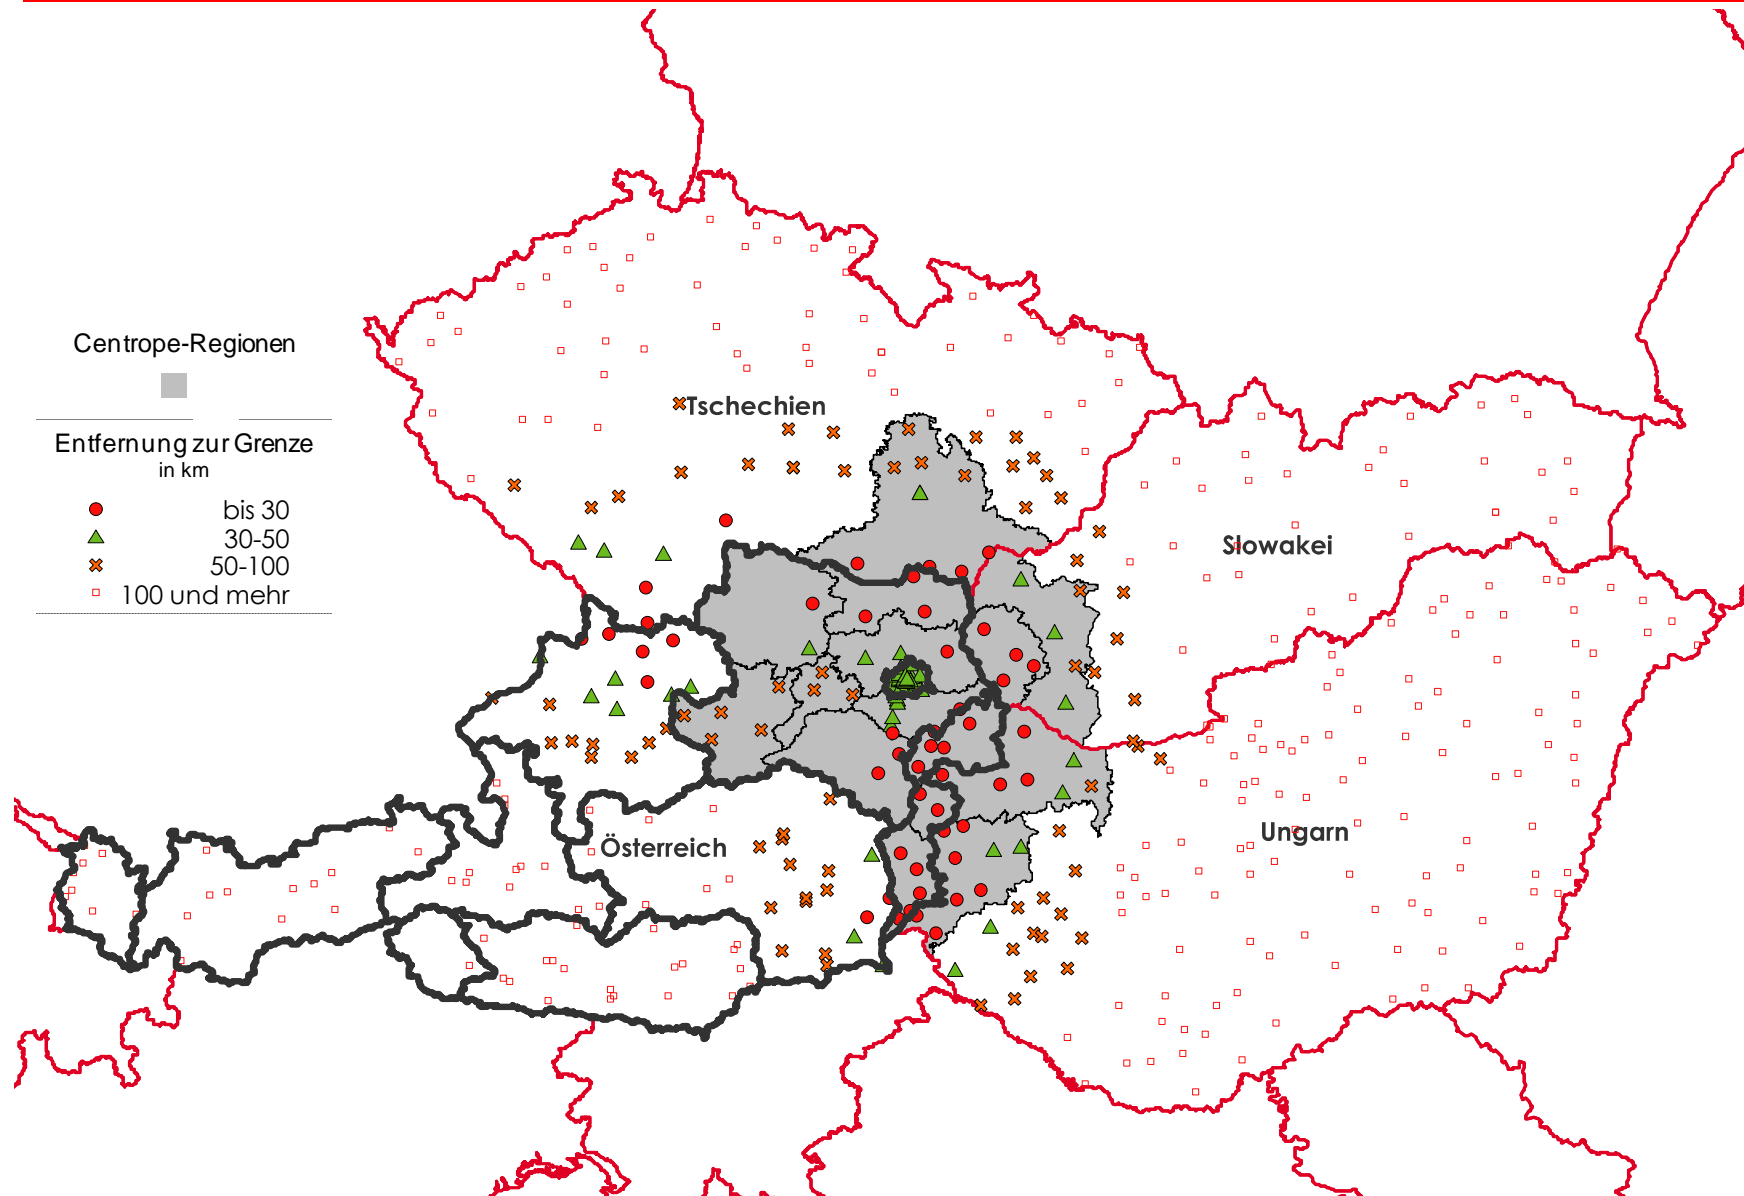 Centrope-Regionen
Entfernung zur Grenze
in km
bis 30
30-50
50-100
100 und mehr
Tschechien
Slowakei
Österreich
Ungarn